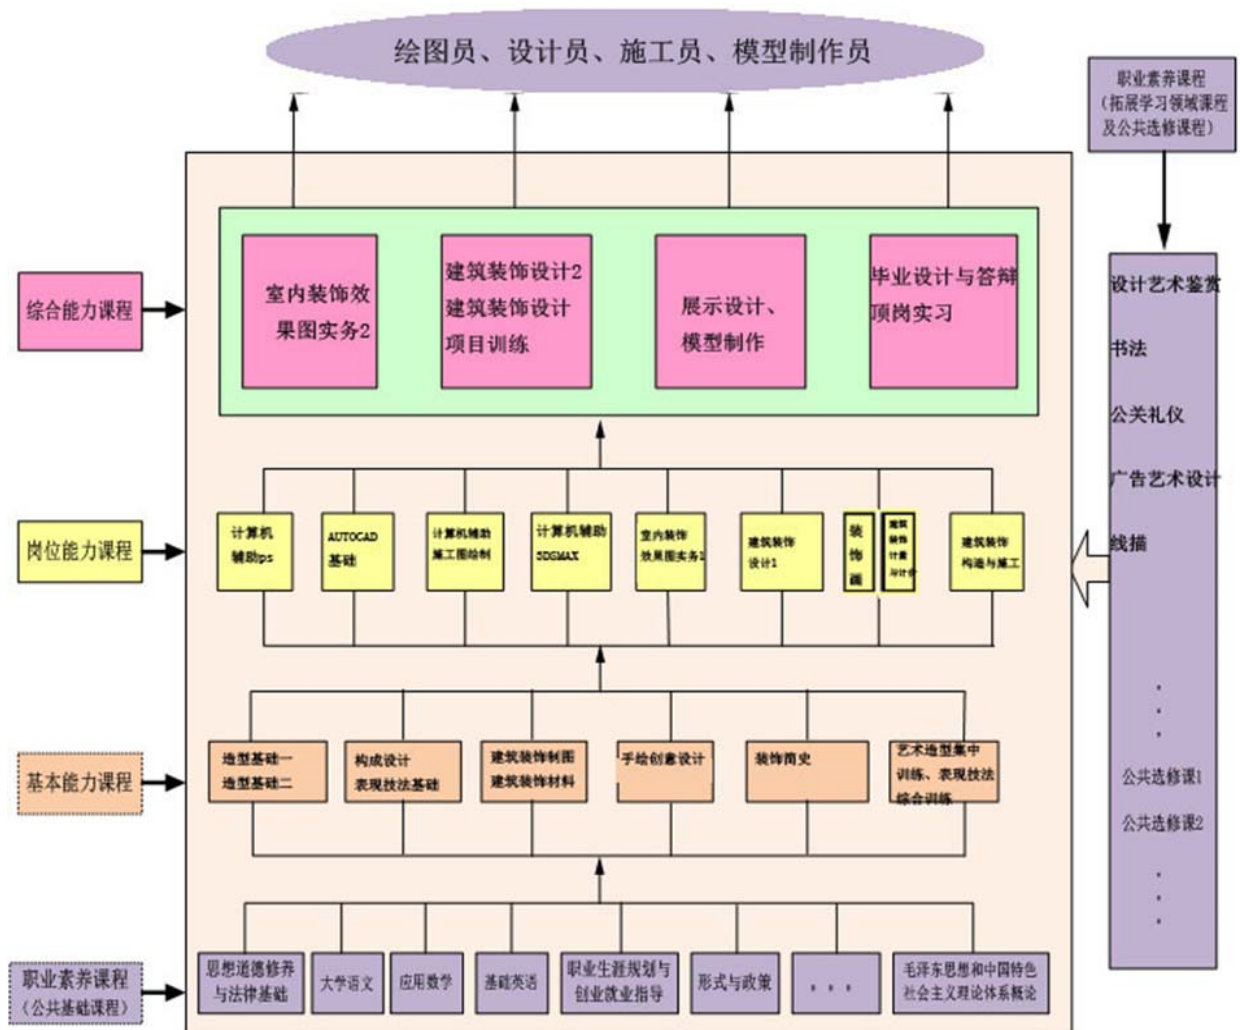 绘图员、设计员、施工员、模型制作员
职业素养课程
（拓展学习领域课程
及公共选修课程）
综合能力课程
室内装饰效
果图实务2
建筑装饰设计2
建筑装饰设计
项目训练
展示设计、
模型制作
毕业设计与答辩
顶岗实习
岗位能力课程
计算机
辅助ps
AUTOCAD
基础
计算机辅助
施工图绘制
计算机辅助
3DSMAX
室内装饰
效果图实务1
建筑装饰
设计1
装
饰
画
建筑
装饰
计量
与计价
建筑装饰
构造与施工
基本能力课程
造型基础一
造型基础二
构成设计
表现技法基础
建筑装饰制图
建筑装饰材料
手绘创意设计
装饰简史
艺术造型集中
训练、表现技法
综合训练
职业素养课程
（公共基础课程）
思想道德修养
与法律基础
大学语文
应用数学
基础英语
职业生涯规划与
创业就业指导
形式与政策
...
毛泽东思想和中国特色
社会主义理论体系概论
设计艺术鉴赏
书法
公关礼仪
广告艺术设计
线描
...
公共选修课1
公共选修课2
...